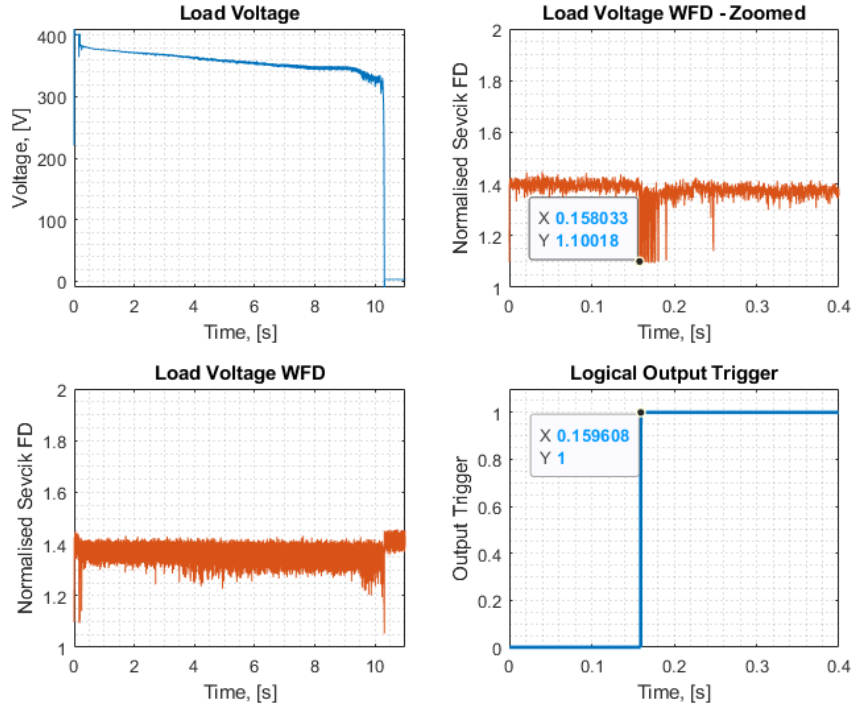 Load Voltage
400
300
200
100
0
Voltage, [V]
0
2
4
6
8
10
Time, [s]
Load Voltage WFD - Zoomed
2
1.8
1.6
1.4
1.2
1
Normalised Sevcik FD
X 0.158033
Y 1.10018
0
0.1
0.2
0.3
0.4
Time, [s]
Load Voltage WFD
2
1.8
1.6
1.4
1.2
1
Normalised Sevcik FD
0
2
4
6
8
10
Time, [s]
Logical Output Trigger
1
0.8
0.6
0.4
0.2
0
Output Trigger
X 0.159608
Y 1
0
0.1
0.2
0.3
0.4
Time, [s]